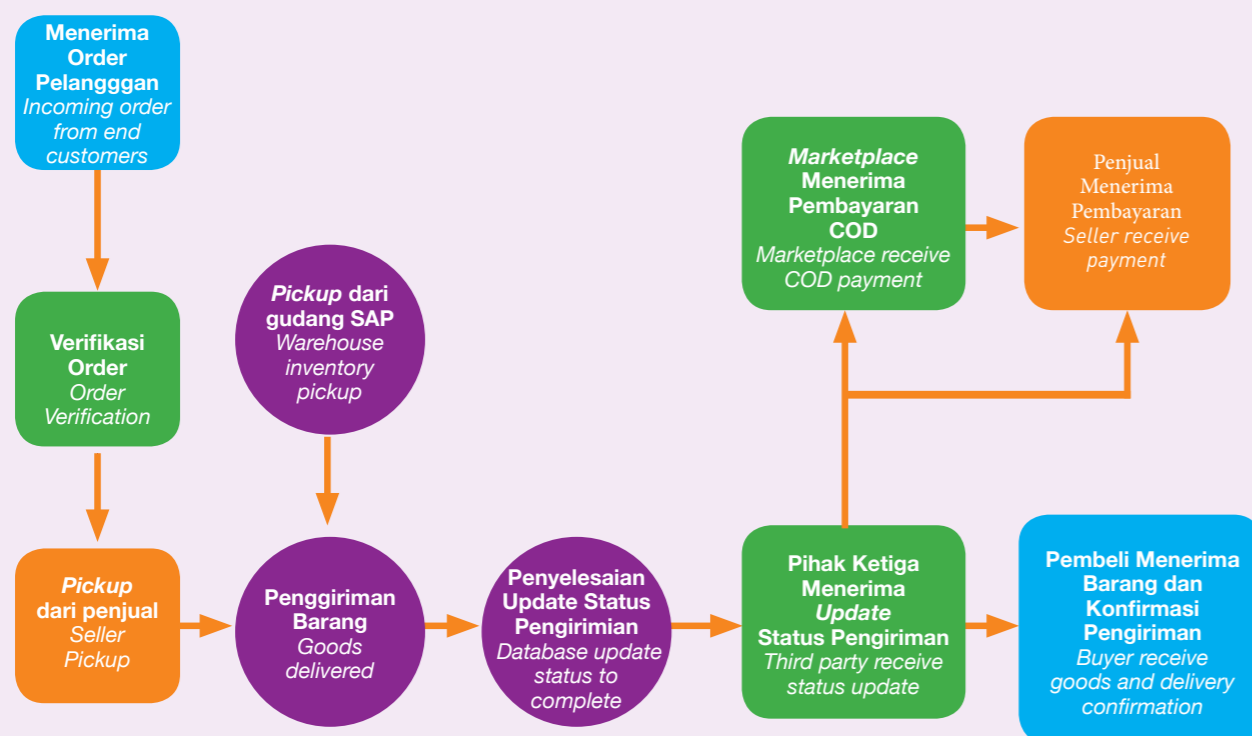 Menerima
Order
Pelangggan
Incoming order
from end
customers
Verifikasi
Order
Order
Verification
Pickup
dari penjual
Seller
Pickup
Pickup dari
gudang SAP
Warehouse
inventory
pickup
Penggiriman
Barang
Goods
delivered
Penyelesaian
Update Status
Pengirimian
Database update
status to
complete
Pihak Ketiga
Menerima
Update
Status Pengiriman
Third party receive
status update
Marketplace
Menerima
Pembayaran
COD
Marketplace receive
COD payment
Penjual
Menerima
Pembayaran
Seller receive
payment
Pembeli Menerima
Barang dan
Konfirmasi
Pengiriman
Buyer receive
goods and delivery
confirmation